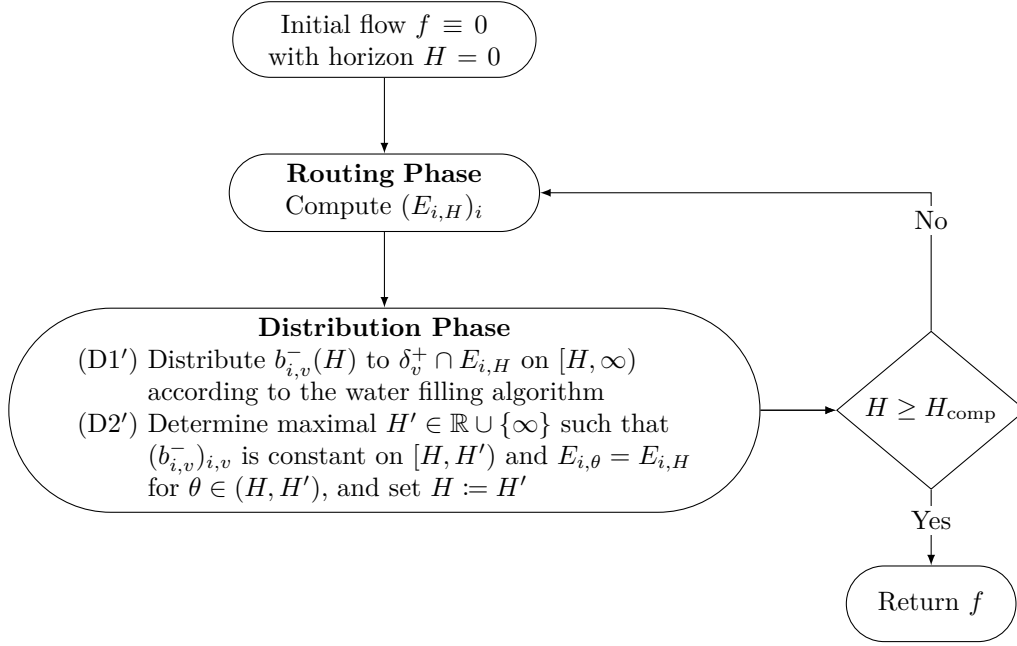 Initial flow f ≡ 0
with horizon H = 0
Routing Phase
Compute (E_{i,H})_i
No
Distribution Phase
(D1′) Distribute b^-_{i,v}(H) to δ^+_v ∩ E_{i,H} on [H, ∞)
according to the water filling algorithm
(D2′) Determine maximal H′ ∈ ℝ ∪ {∞} such that
(b^-_{i,v})_{i,v} is constant on [H, H′) and E_{i,θ} = E_{i,H}
for θ ∈ (H, H′), and set H ≔ H′
H ≥ H_comp
Yes
Return f